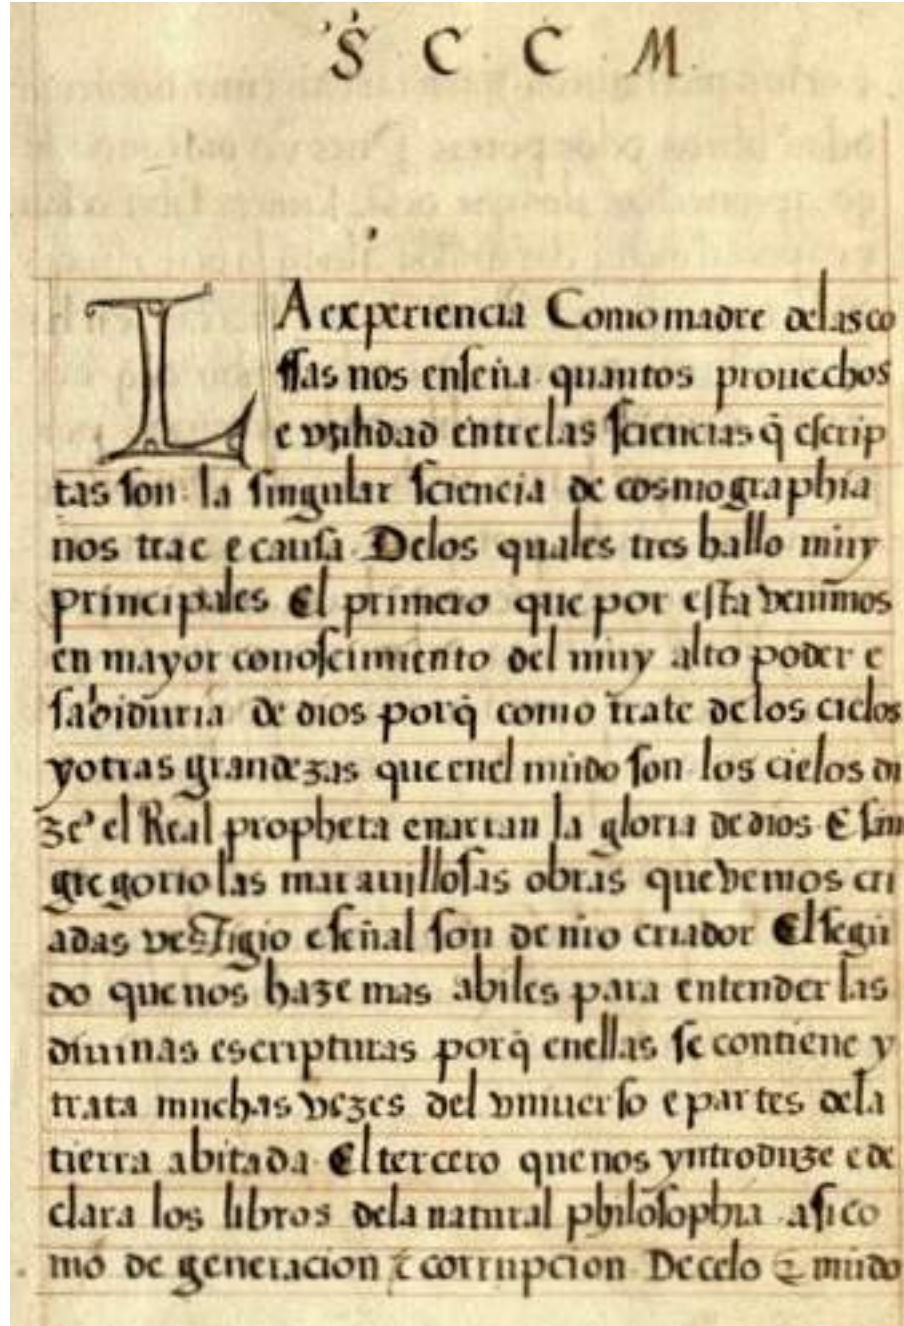 S C C M
LA experiencia Como madre delas co
ssas nos enseña quantos prouechos
e vtilidad entre las sciencias q̃ escrip
tas son la singular sciencia de cosmographia
nos trae e causa Delos quales tres hallo muy
principales El primero que por esta venimos
en mayor conoscimiento del muy alto poder e
sabiduria de dios porq̃ como trate delos cielos
y otras grandezas que enel mũdo son los cielos di
ze el Real propheta enarran la gloria de dios E san
gregorio las marauillosas obras que vemos cri
adas vestigio e señal son de nr̃o criador El segũ
do que nos haze mas abiles para entender las
diuinas escripturas porq̃ enellas se contiene y
trata muchas vezes del vniuerso e partes dela
tierra abitada El tercero que nos yntroduze e de
clara los libros dela natural philosophia asi co
mo de generacion e corrupcion De celo e mũdo